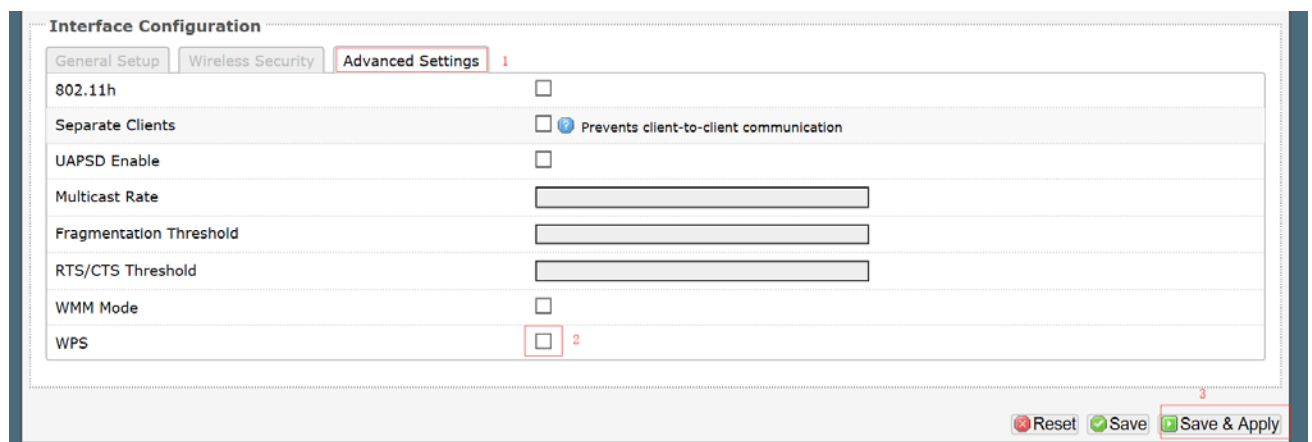 Interface Configuration
General Setup Wireless Security Advanced Settings 1
802.11h
Separate Clients Prevents client-to-client communication
UAPSD Enable
Multicast Rate
Fragmentation Threshold
RTS/CTS Threshold
WMM Mode
WPS 2
3
Reset Save Save & Apply